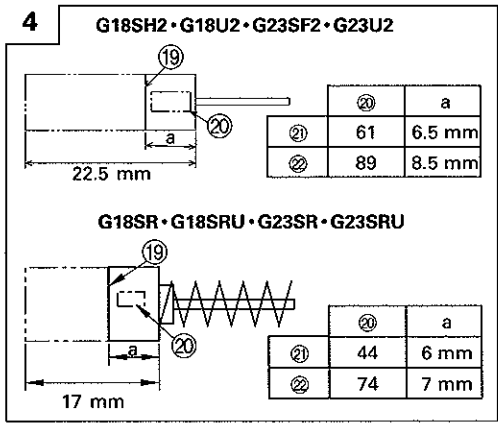 4
G18SH2・G18U2・G23SF2・G23U2
⑲
⑳ a
㉑ 61 6.5 mm
㉒ 89 8.5 mm
a
⑳
22.5 mm
G18SR・G18SRU・G23SR・G23SRU
⑲
⑳ a
㉑ 44 6 mm
㉒ 74 7 mm
a
⑳
17 mm